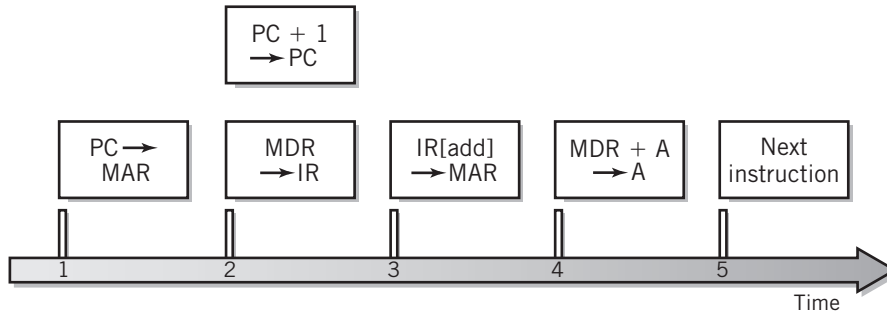 PC + 1
→ PC
PC →
MAR
MDR
→ IR
IR[add]
→ MAR
MDR + A
→ A
Next
instruction
1 2 3 4 5
Time